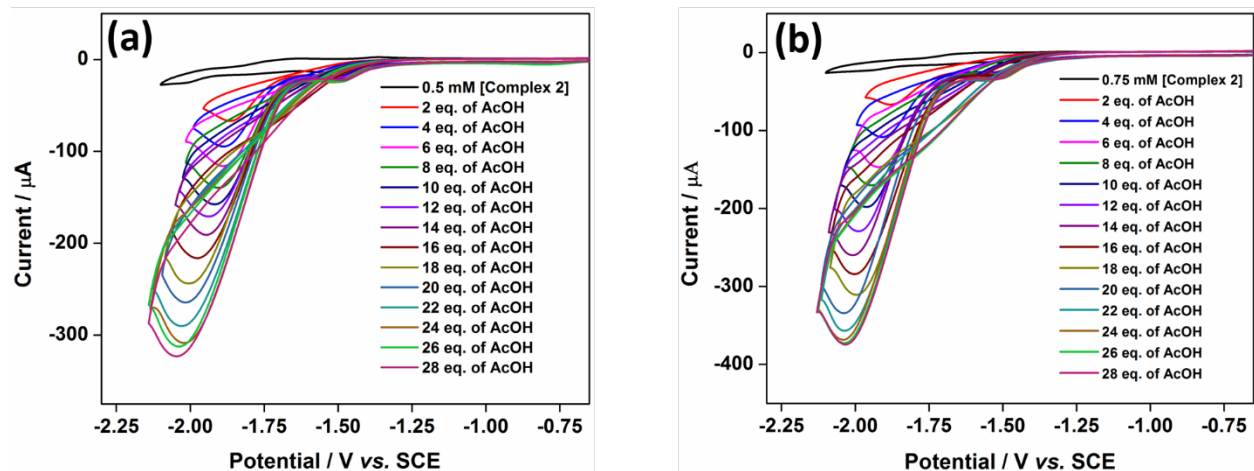 (a)
0
-100
-200
-300
Current / μA
0.5 mM [Complex 2]
2 eq. of AcOH
4 eq. of AcOH
6 eq. of AcOH
8 eq. of AcOH
10 eq. of AcOH
12 eq. of AcOH
14 eq. of AcOH
16 eq. of AcOH
18 eq. of AcOH
20 eq. of AcOH
22 eq. of AcOH
24 eq. of AcOH
26 eq. of AcOH
28 eq. of AcOH
-2.25 -2.00 -1.75 -1.50 -1.25 -1.00 -0.75
Potential / V vs. SCE
(b)
0
-100
-200
-300
-400
Current / μA
0.75 mM [Complex 2]
2 eq. of AcOH
4 eq. of AcOH
6 eq. of AcOH
8 eq. of AcOH
10 eq. of AcOH
12 eq. of AcOH
14 eq. of AcOH
16 eq. of AcOH
18 eq. of AcOH
20 eq. of AcOH
22 eq. of AcOH
24 eq. of AcOH
26 eq. of AcOH
28 eq. of AcOH
-2.25 -2.00 -1.75 -1.50 -1.25 -1.00 -0.75
Potential / V vs. SCE